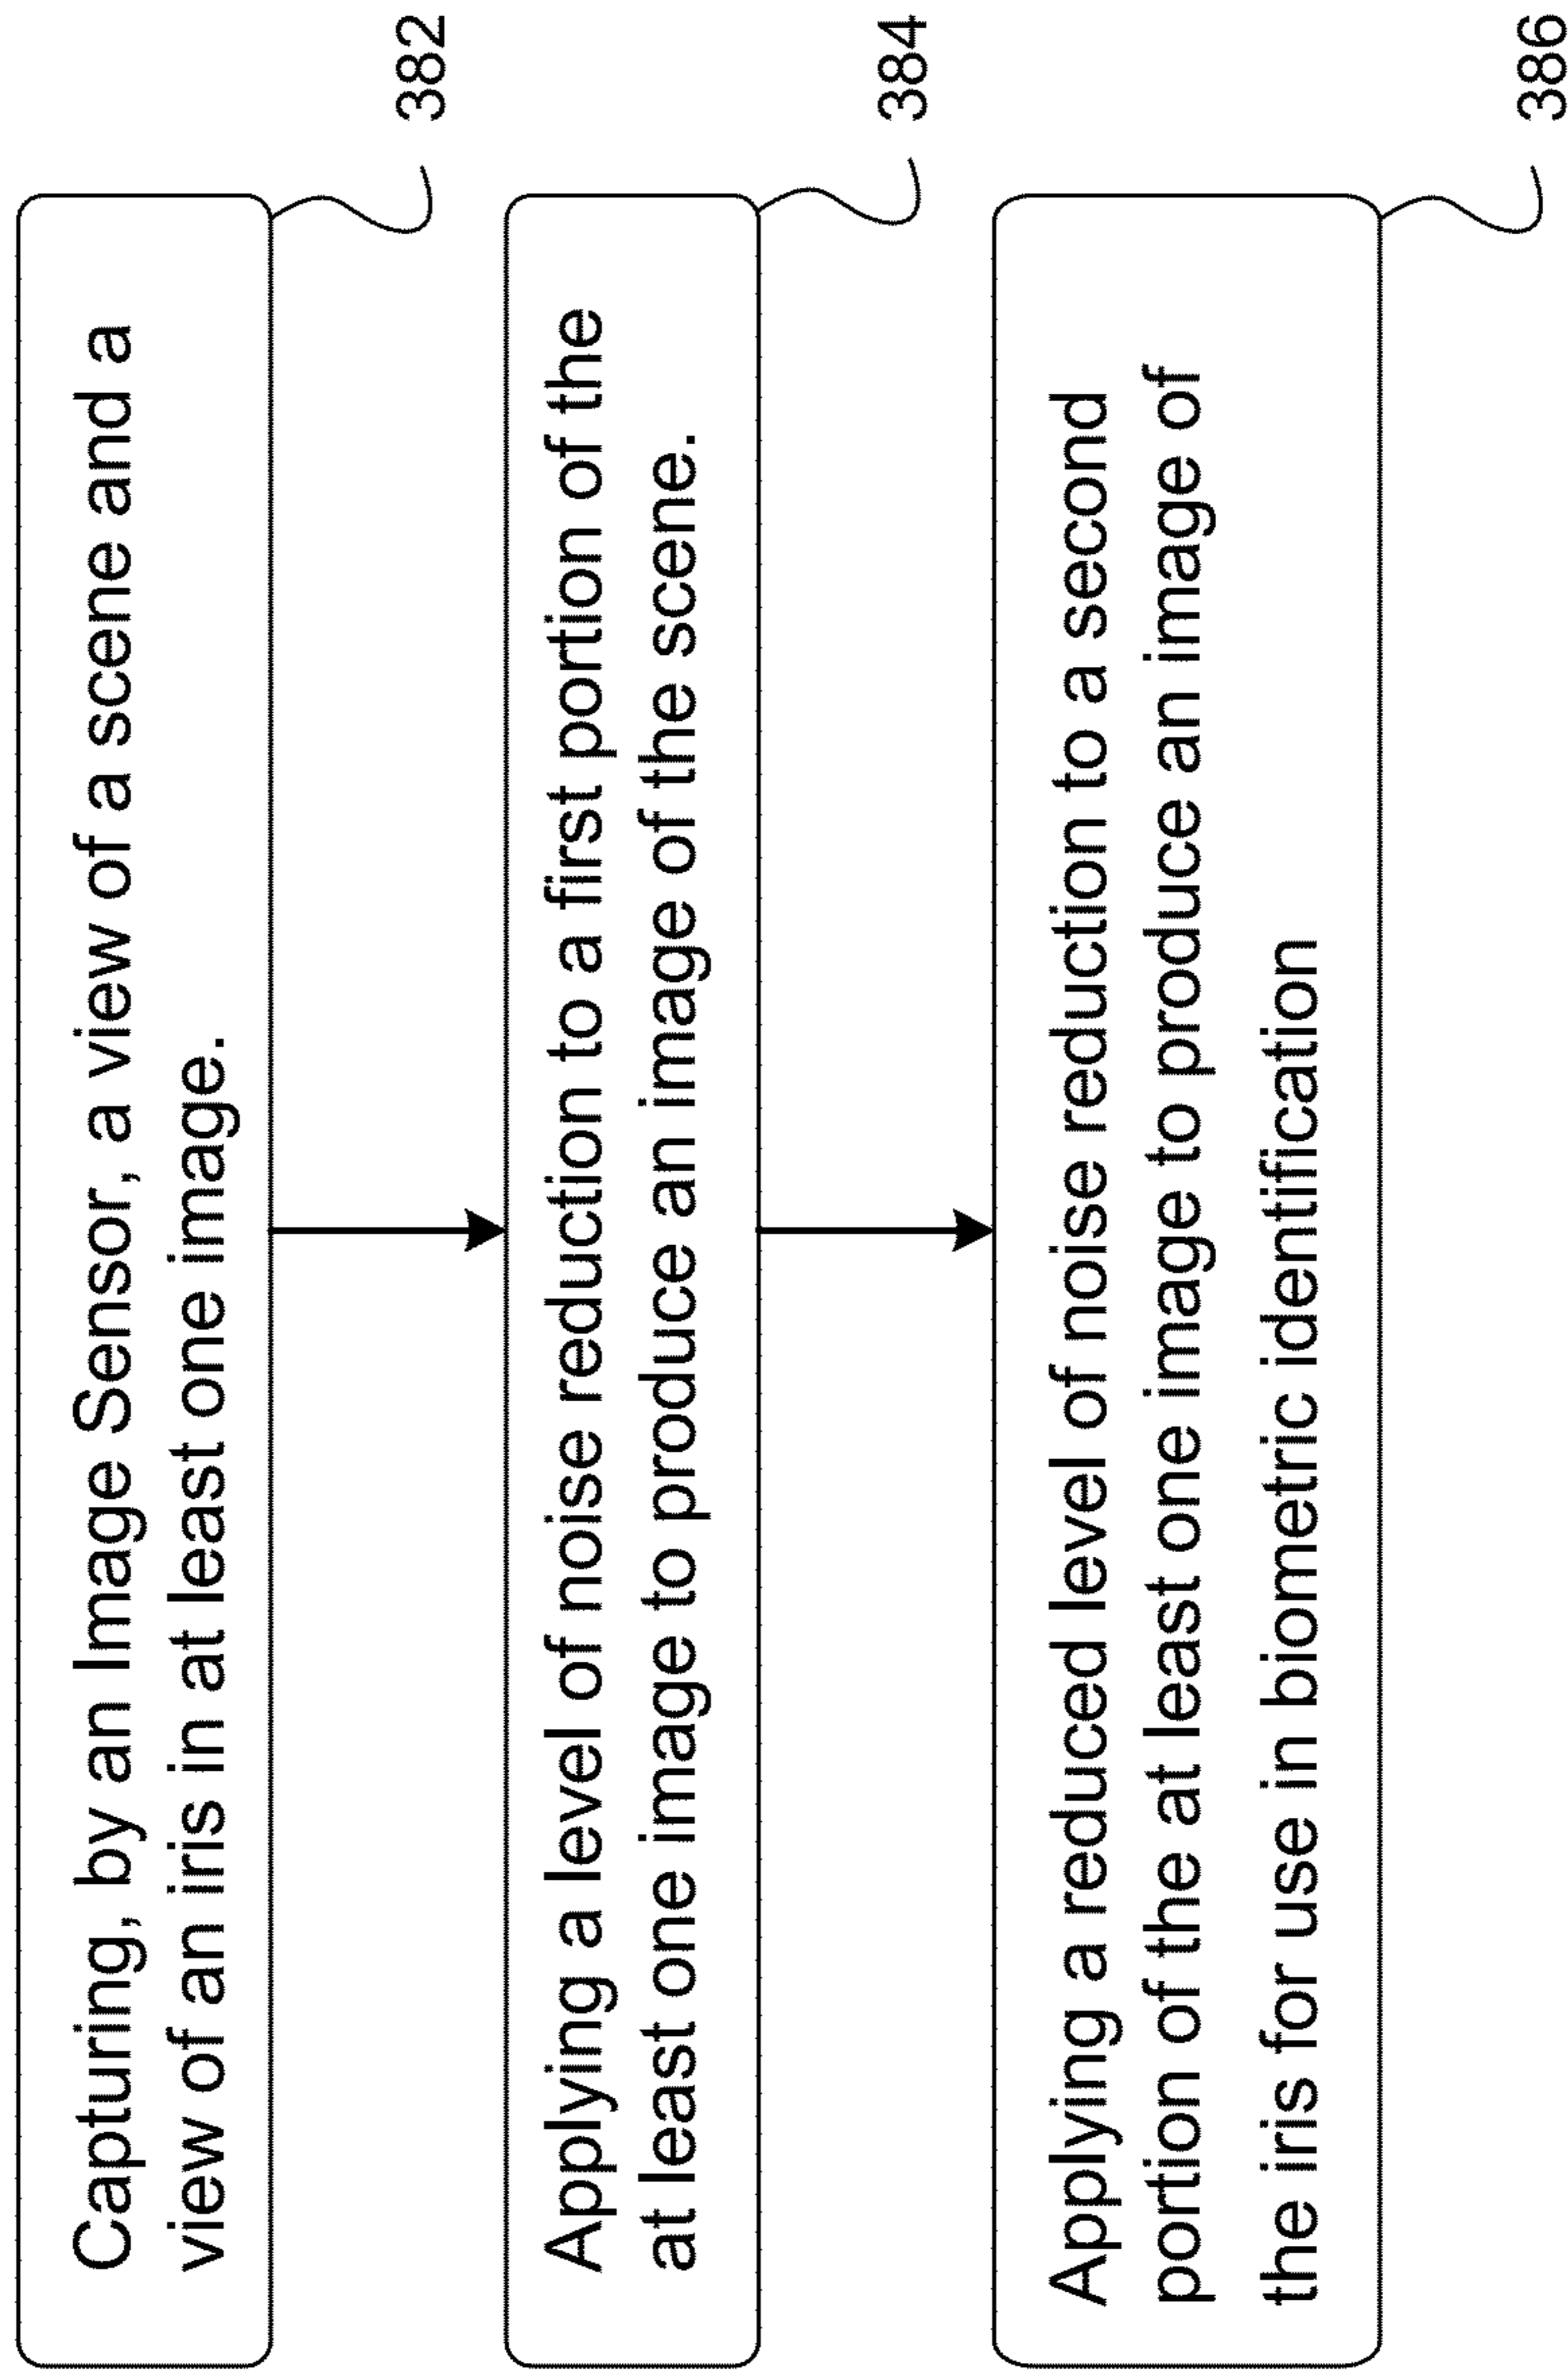 Capturing, by an Image Sensor, a view of a scene and a
view of an iris in at least one image.
382
Applying a level of noise reduction to a first portion of the
at least one image to produce an image of the scene.
384
Applying a reduced level of noise reduction to a second
portion of the at least one image to produce an image of
the iris for use in biometric identification
386